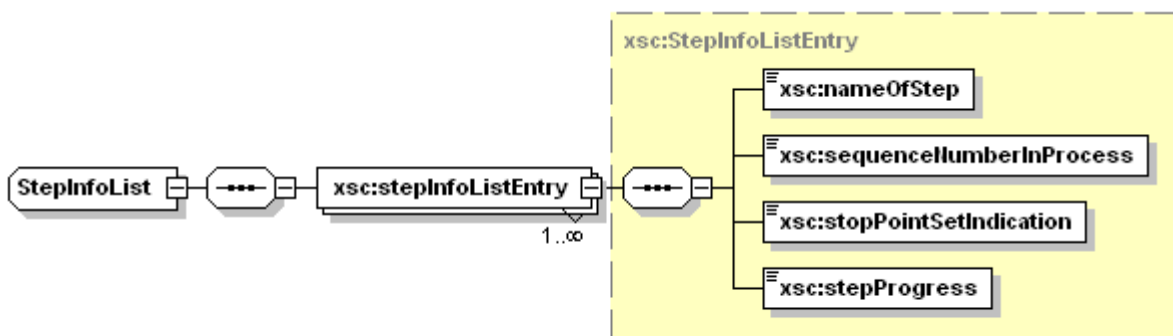 xsc:StepInfoListEntry
xsc:nameOfStep
xsc:sequenceNumberInProcess
StepInfoList
xsc:stepInfoListEntry
1..∞
xsc:stopPointSetIndication
xsc:stepProgress